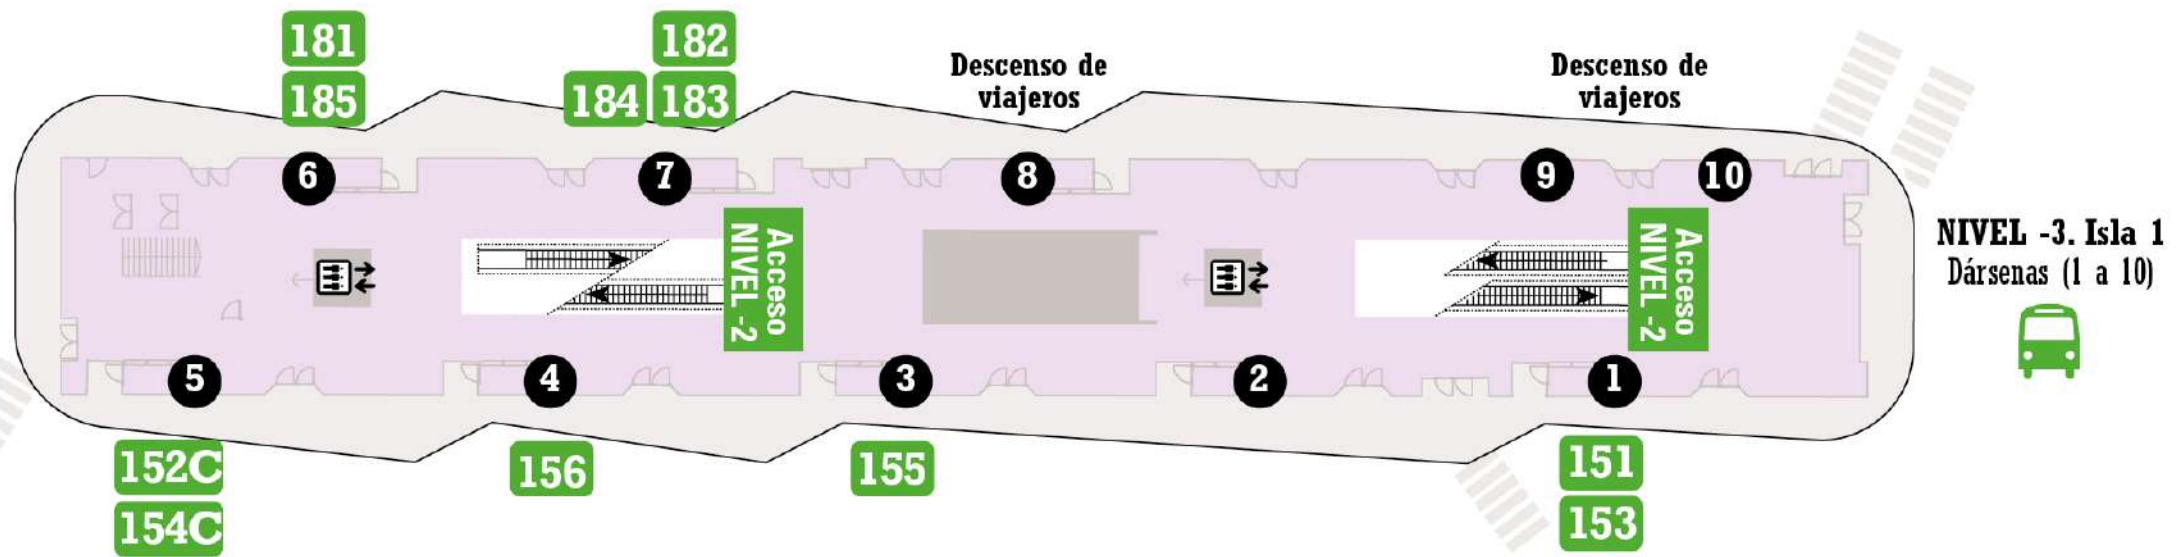 181
185
182
184 183
Descenso de
viajeros
Descenso de
viajeros
6
7
8
9
10
Acceso
NIVEL -2
Acceso
NIVEL -2
NIVEL -3. Isla 1
Dársenas (1 a 10)
5
4
3
2
1
152C
154C
156
155
151
153